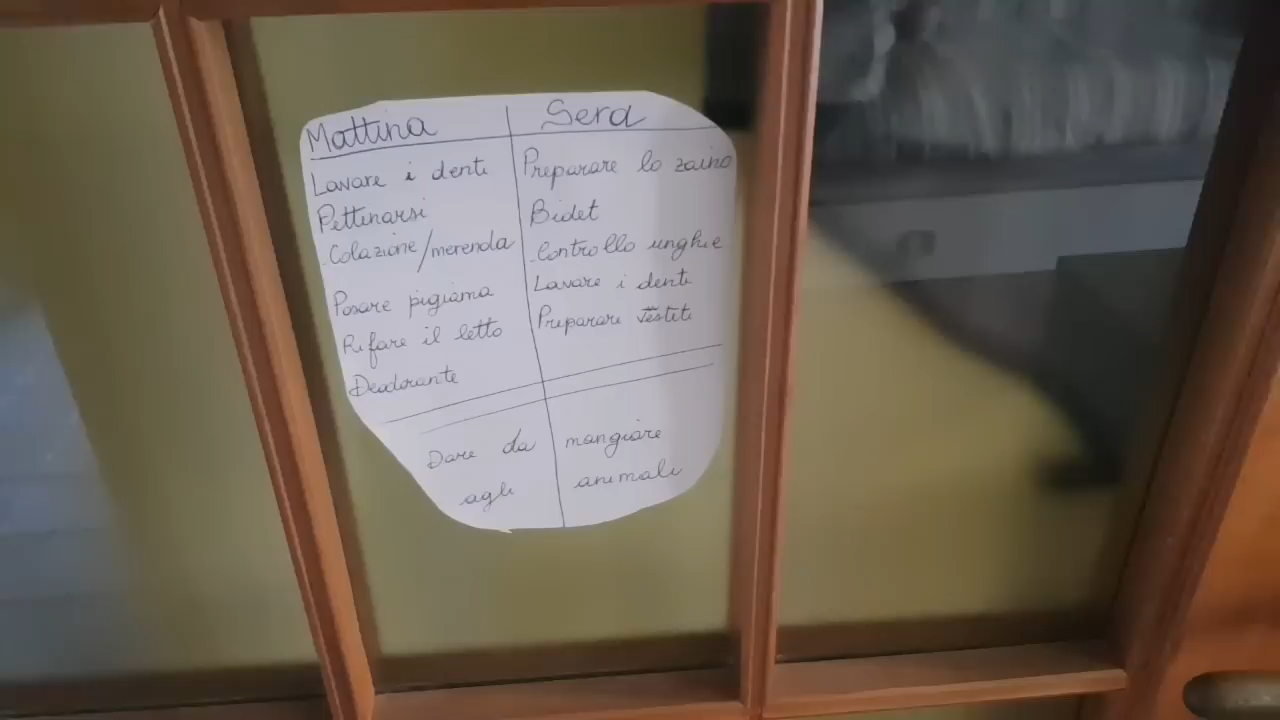 Mattina
Lavare i denti
Pettinarsi
Colazione/merenda
Posare pigiama
Rifare il letto
Deodorante
Sera
Preparare lo zaino
Bidet
Controllo unghie
Lavare i denti
Preparare
Dare da mangiare
agli animali